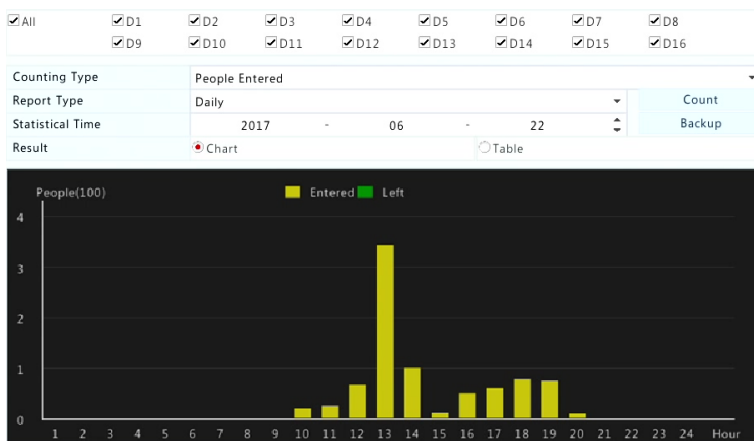 All D1 D2 D3 D4 D5 D6 D7 D8
D9 D10 D11 D12 D13 D14 D15 D16
Counting Type People Entered
Report Type Daily Count
Statistical Time 2017 - 06 - 22 Backup
Result Chart Table
People(100) Entered Left
4
3
2
1
0
1 2 3 4 5 6 7 8 9 10 11 12 13 14 15 16 17 18 19 20 21 22 23 24 Hour